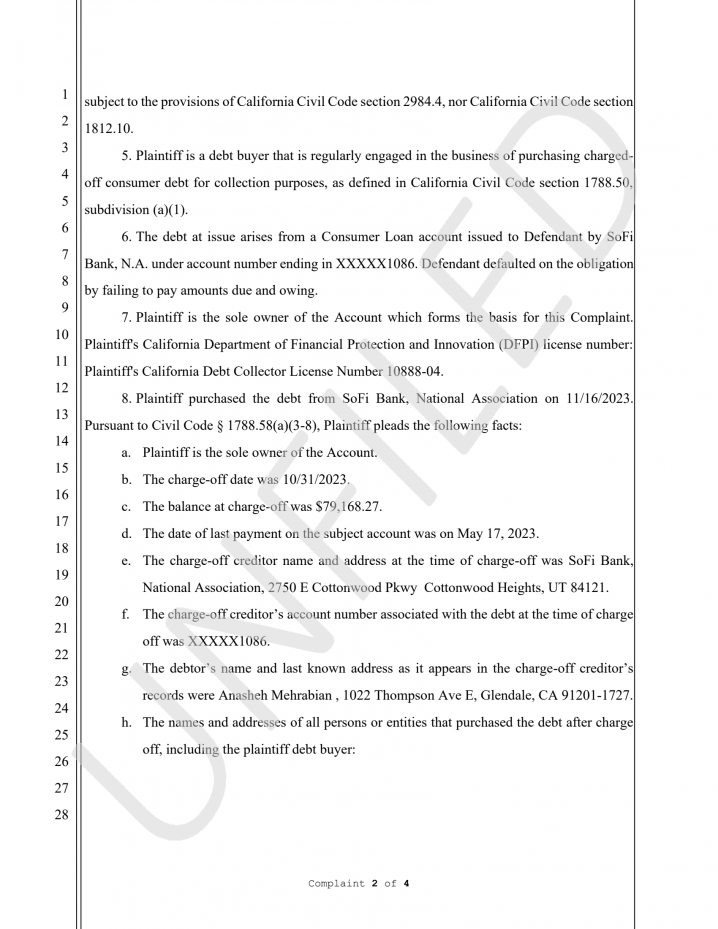 1
2
3
4
5
6
7
8
9
10
11
12
13
14
15
16
17
18
19
20
21
22
23
24
25
26
27
28
subject to the provisions of California Civil Code section 2984.4, nor California Civil Code section
1812.10.
5. Plaintiff is a debt buyer that is regularly engaged in the business of purchasing charged-
off consumer debt for collection purposes, as defined in California Civil Code section 1788.50,
subdivision (a)(1).
6. The debt at issue arises from a Consumer Loan account issued to Defendant by SoFi
Bank, N.A. under account number ending in XXXXX1086. Defendant defaulted on the obligation
by failing to pay amounts due and owing.
7. Plaintiff is the sole owner of the Account which forms the basis for this Complaint.
Plaintiff's California Department of Financial Protection and Innovation (DFPI) license number:
Plaintiff's California Debt Collector License Number 10888-04.
8. Plaintiff purchased the debt from SoFi Bank, National Association on 11/16/2023.
Pursuant to Civil Code § 1788.58(a)(3-8), Plaintiff pleads the following facts:
a. Plaintiff is the sole owner of the Account.
b. The charge-off date was 10/31/2023.
c. The balance at charge-off was $79,168.27.
d. The date of last payment on the subject account was on May 17, 2023.
e. The charge-off creditor name and address at the time of charge-off was SoFi Bank,
National Association, 2750 E Cottonwood Pkwy Cottonwood Heights, UT 84121.
f. The charge-off creditor's account number associated with the debt at the time of charge
off was XXXXX1086.
g. The debtor's name and last known address as it appears in the charge-off creditor's
records were Anasheh Mehrabian , 1022 Thompson Ave E, Glendale, CA 91201-1727.
h. The names and addresses of all persons or entities that purchased the debt after charge
off, including the plaintiff debt buyer:
UNFILED
Complaint 2 of 4